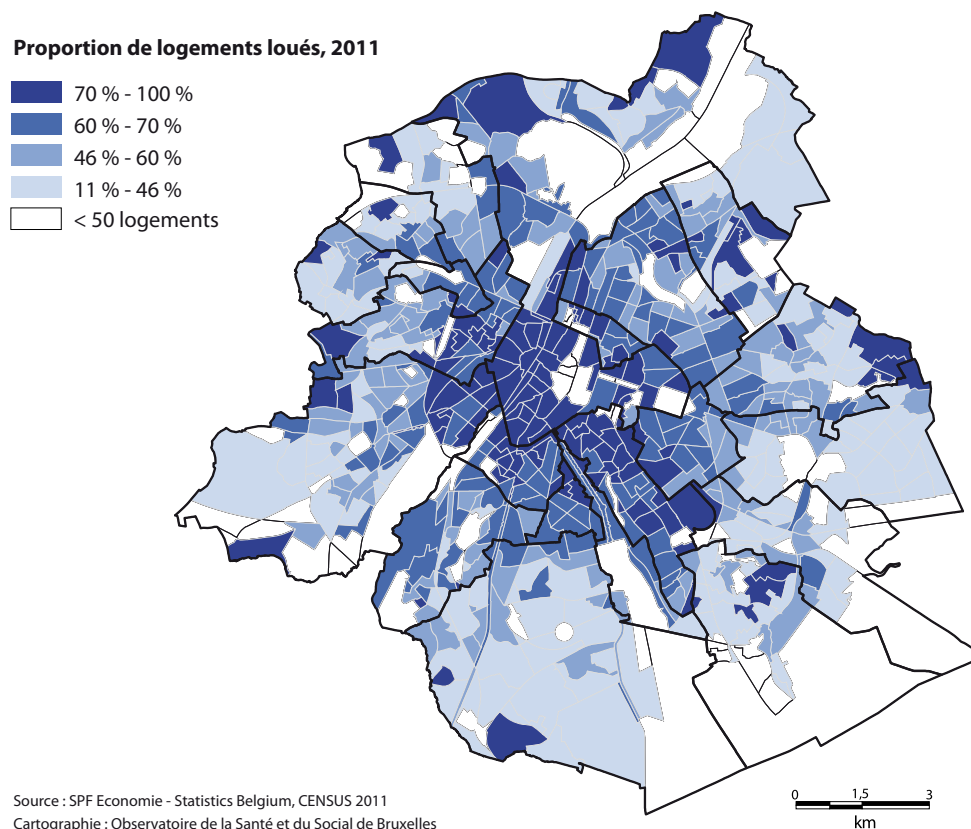 Proportion de logements loués, 2011
70 % - 100 %
60 % - 70 %
46 % - 60 %
11 % - 46 %
< 50 logements
Source : SPF Economie - Statistics Belgium, CENSUS 2011
Cartographie : Observatoire de la Santé et du Social de Bruxelles
0 1,5 3
km